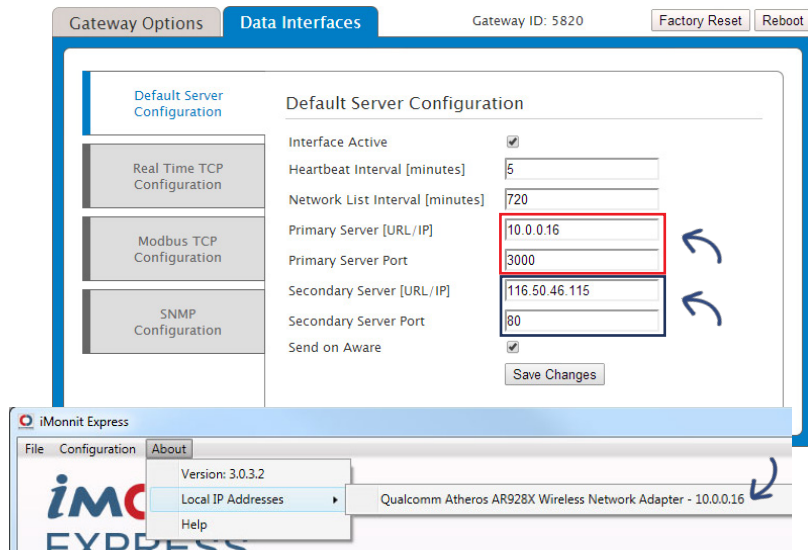 Gateway Options Data Interfaces Gateway ID: 5820 Factory Reset Reboot
Default Server
Configuration
Real Time TCP
Configuration
Modbus TCP
Configuration
SNMP
Configuration
Default Server Configuration
Interface Active
Heartbeat Interval [minutes] 5
Network List Interval [minutes] 720
Primary Server [URL/IP] 10.0.0.16
Primary Server Port 3000
Secondary Server [URL/IP] 116.50.46.115
Secondary Server Port 80
Send on Aware
Save Changes
iMonnit Express
File Configuration About
Version: 3.0.3.2
Local IP Addresses Qualcomm Atheros AR928X Wireless Network Adapter - 10.0.0.16
Help
iMO
EXPRESS